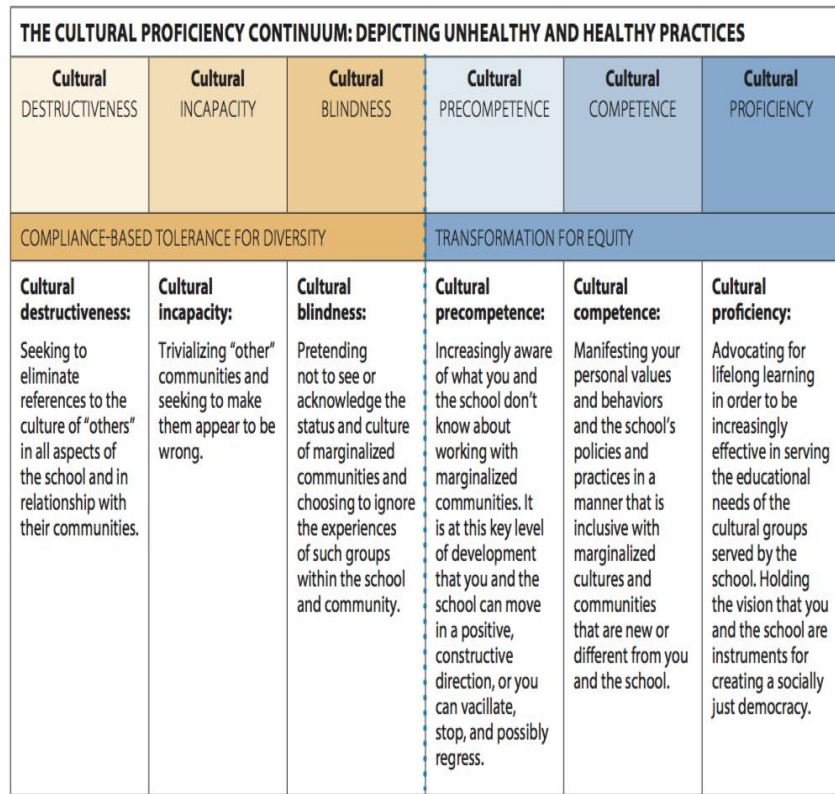 THE CULTURAL PROFICIENCY CONTINUUM: DEPICTING UNHEALTHY AND HEALTHY PRACTICES
Cultural
DESTRUCTIVENESS
Cultural
INCAPACITY
Cultural
BLINDNESS
Cultural
PRECOMPETENCE
Cultural
COMPETENCE
Cultural
PROFICIENCY
COMPLIANCE-BASED TOLERANCE FOR DIVERSITY
TRANSFORMATION FOR EQUITY
Cultural
destructiveness:
Seeking to
eliminate
references to the
culture of “others”
in all aspects of
the school and in
relationship with
their communities.
Cultural
incapacity:
Trivializing “other”
communities and
seeking to make
them appear to be
wrong.
Cultural
blindness:
Pretending
not to see or
acknowledge the
status and culture
of marginalized
communities and
choosing to ignore
the experiences
of such groups
within the school
and community.
Cultural
precompetence:
Increasingly aware
of what you and
the school don’t
know about
working with
marginalized
communities. It
is at this key level
of development
that you and the
school can move
in a positive,
constructive
direction, or you
can vacillate,
stop, and possibly
regress.
Cultural
competence:
Manifesting your
personal values
and behaviors
and the school’s
policies and
practices in a
manner that is
inclusive with
marginalized
cultures and
communities
that are new or
different from you
and the school.
Cultural
proficiency:
Advocating for
lifelong learning
in order to be
increasingly
effective in serving
the educational
needs of the
cultural groups
served by the
school. Holding
the vision that you
and the school are
instruments for
creating a socially
just democracy.